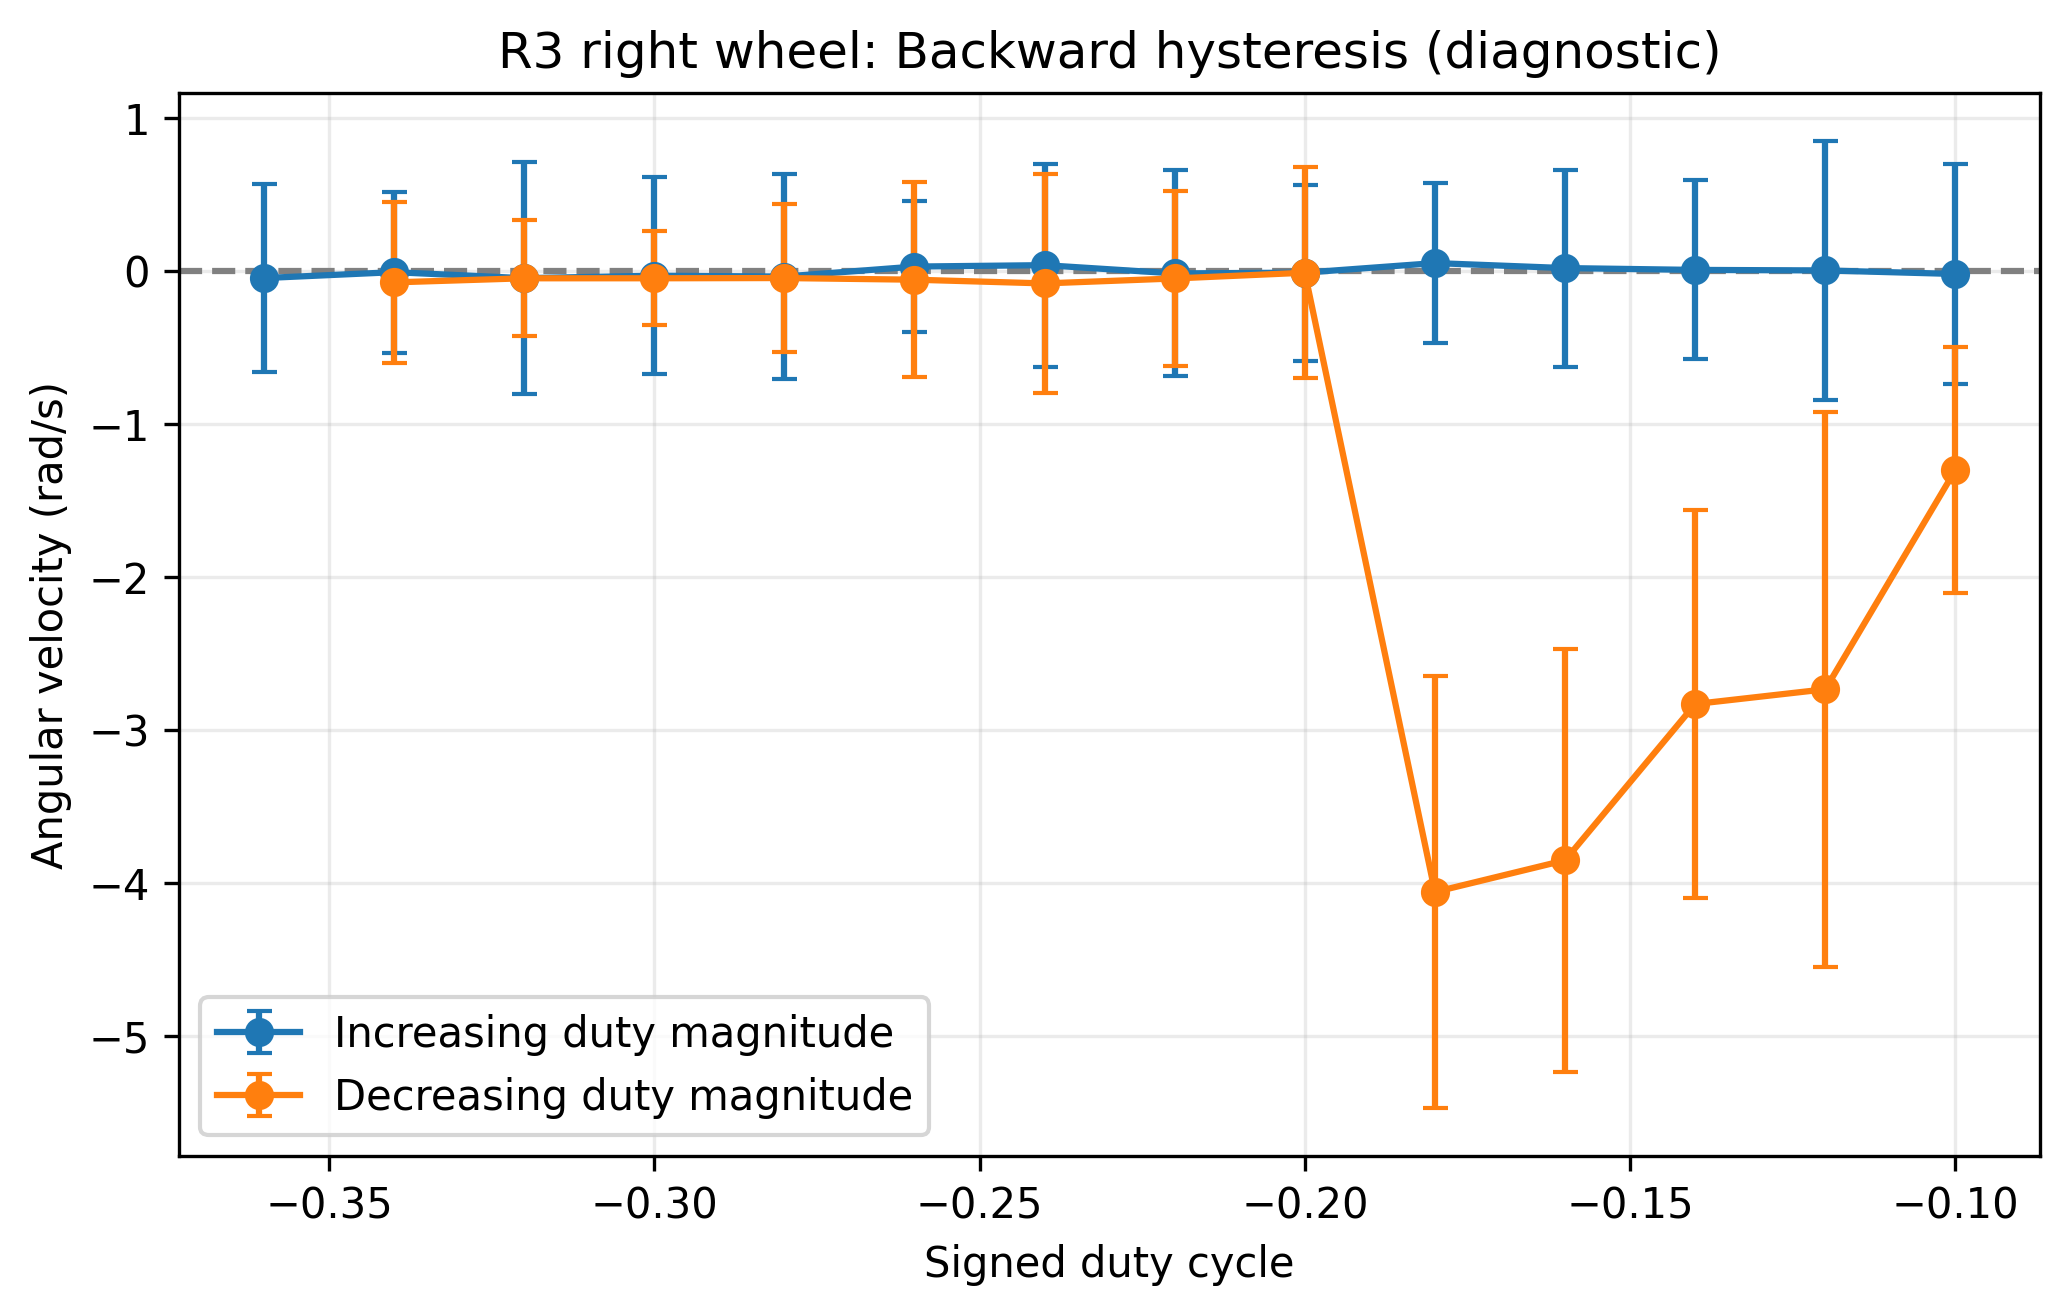 R3 right wheel: Backward hysteresis (diagnostic)
1
0
−1
−2
−3
−4
−5
Angular velocity (rad/s)
Increasing duty magnitude
Decreasing duty magnitude
−0.35 −0.30 −0.25 −0.20 −0.15 −0.10
Signed duty cycle